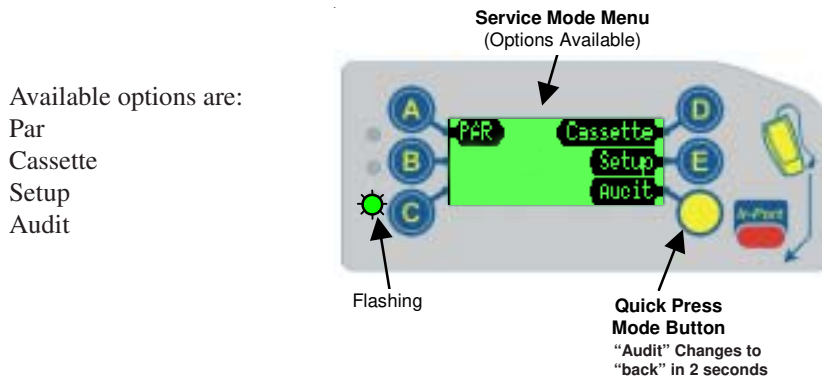 Service Mode Menu
(Options Available)
Available options are:
Par
Cassette
Setup
Audit
A
B
C
PAR
Cassette
Setup
Audit
D
E
Flashing
Quick Press
Mode Button
“Audit” Changes to
“back” in 2 seconds